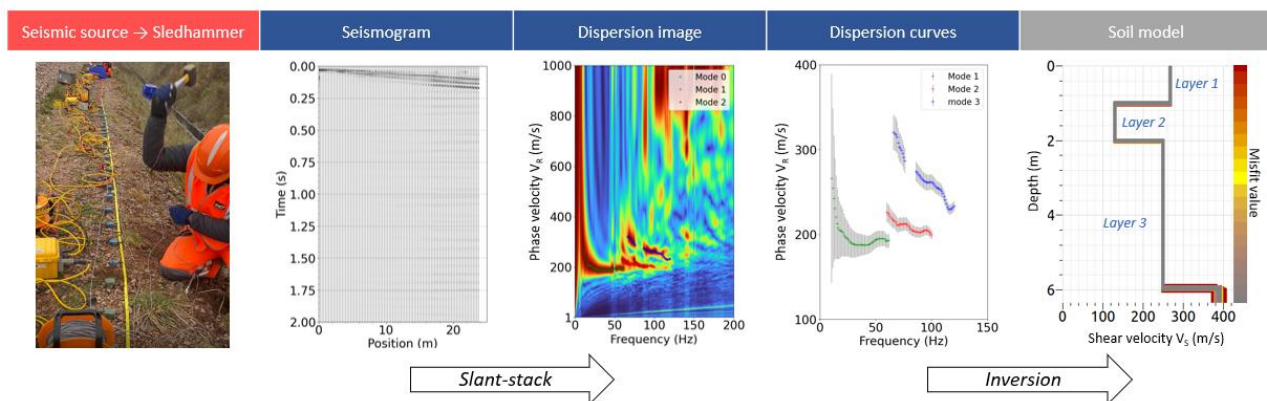 Seismic source → Sledhammer
Seismogram
Dispersion image
Dispersion curves
Soil model
0.00
0.25
0.50
0.75
1.00
1.25
1.50
1.75
2.00
Time (s)
0
10
20
Position (m)
1000
800
600
400
200
1
Phase velocity V_R (m/s)
Mode 0
Mode 1
Mode 2
0
50
100
150
200
Frequency (Hz)
400
300
200
100
Phase velocity V_R (m/s)
Mode 1
Mode 2
mode 3
0
50
100
150
Frequency (Hz)
0
2
4
6
Depth (m)
Layer 1
Layer 2
Layer 3
0 100 200 300 400
Shear velocity V_S (m/s)
Misfit value
Slant-stack
Inversion